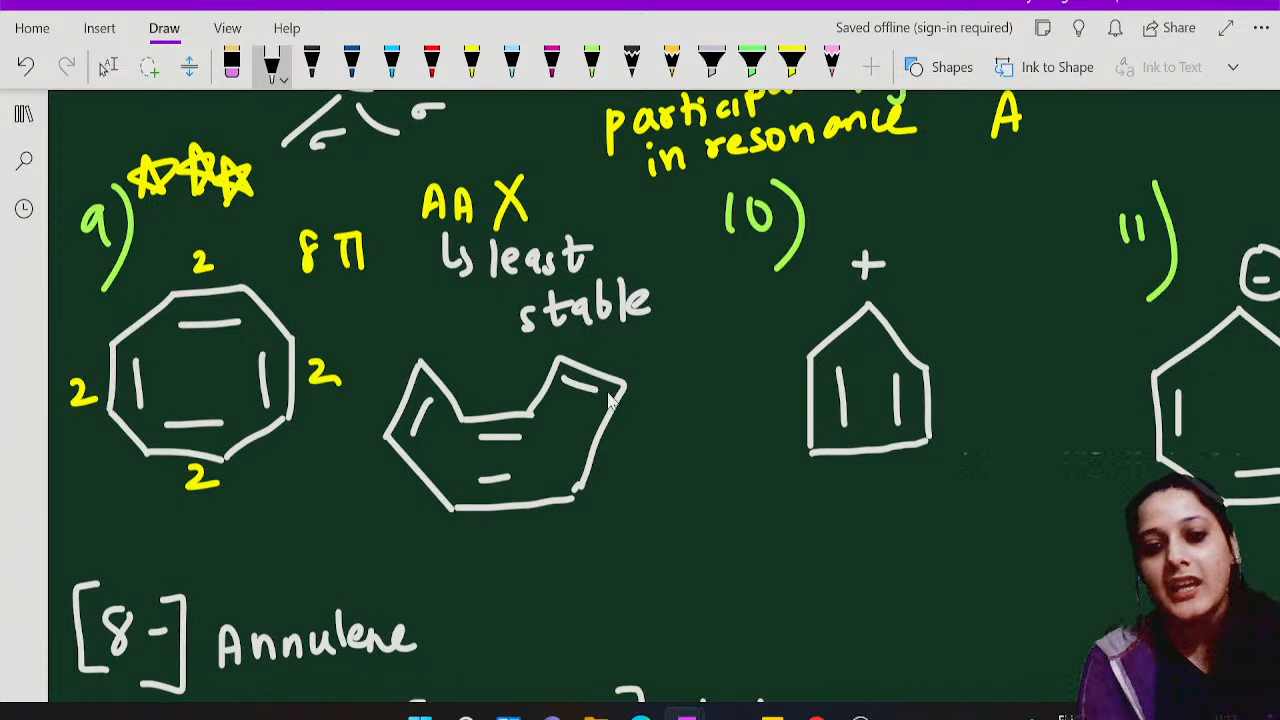 Home Insert Draw View Help
Saved offline (sign-in required) Share
Shapes Ink to Shape Ink to Text
σ σ
in resonance A
9) 8 π AA X 10) 11)
↳ least
stable
2
2 2
2
+
-
[8-] Annulene